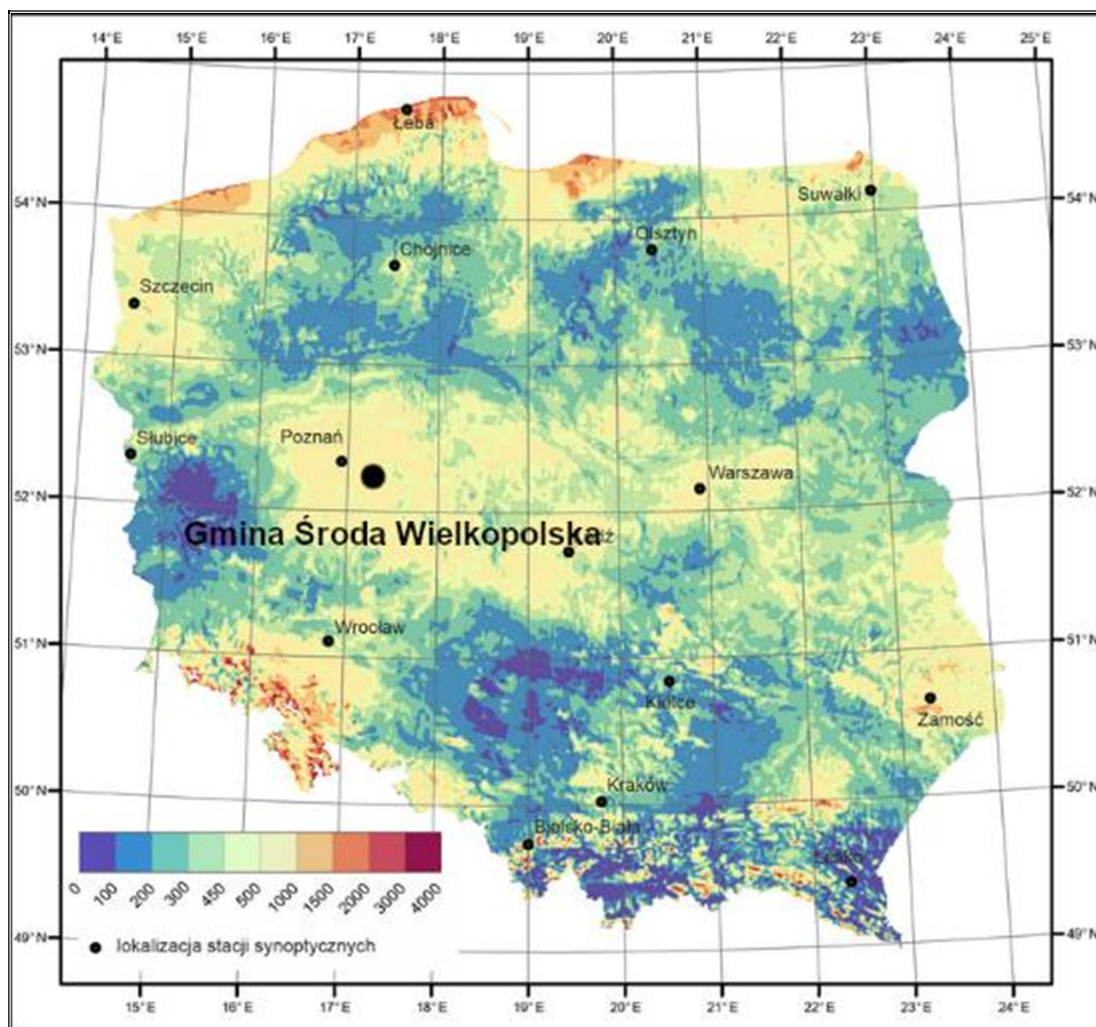 14°E 15°E 16°E 17°E 18°E 19°E 20°E 21°E 22°E 23°E 24°E 25°E
Łeba
54°N
Suwałki
54°N
Olsztyn
Chojnice
Szczecin
53°N
53°N
Słubice
Poznań
Warszawa
52°N
52°N
Gmina Środa Wielkopolska
Wrocław
51°N
51°N
Kielce
Zamość
50°N
Kraków
50°N
Bielsko-Biała
Lesko
0 100 200 300 450 500 1000 1500 2000 3000 4000
49°N
lokalizacja stacji synoptycznych
49°N
15°E 16°E 17°E 18°E 19°E 20°E 21°E 22°E 23°E 24°E